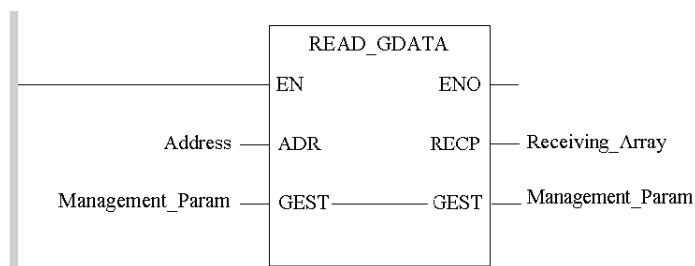 READ_GDATA
EN ENO
Address ADR RECP Receiving_Array
Management_Param GEST GEST Management_Param